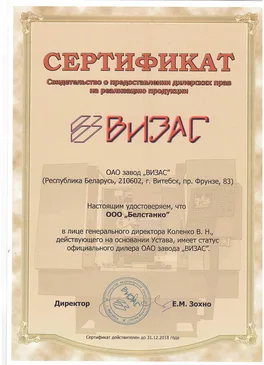 СЕРТИФИКАТ
Свидетельство о предоставлении дилерских прав
на реализацию продукции
ВИЗАС
ОАО завод „ВИЗАС"
(Республика Беларусь, 210602, г. Витебск, пр. Фрунзе, 83)
Настоящим удостоверяем, что
ООО „Белстанко"
в лице генерального директора Коленко В. Н.,
действующего на основании Устава, имеет статус
официального дилера ОАО завода „ВИЗАС".
Директор Е.М. Зохно
Сертификат действителен до 31.12.2010 года